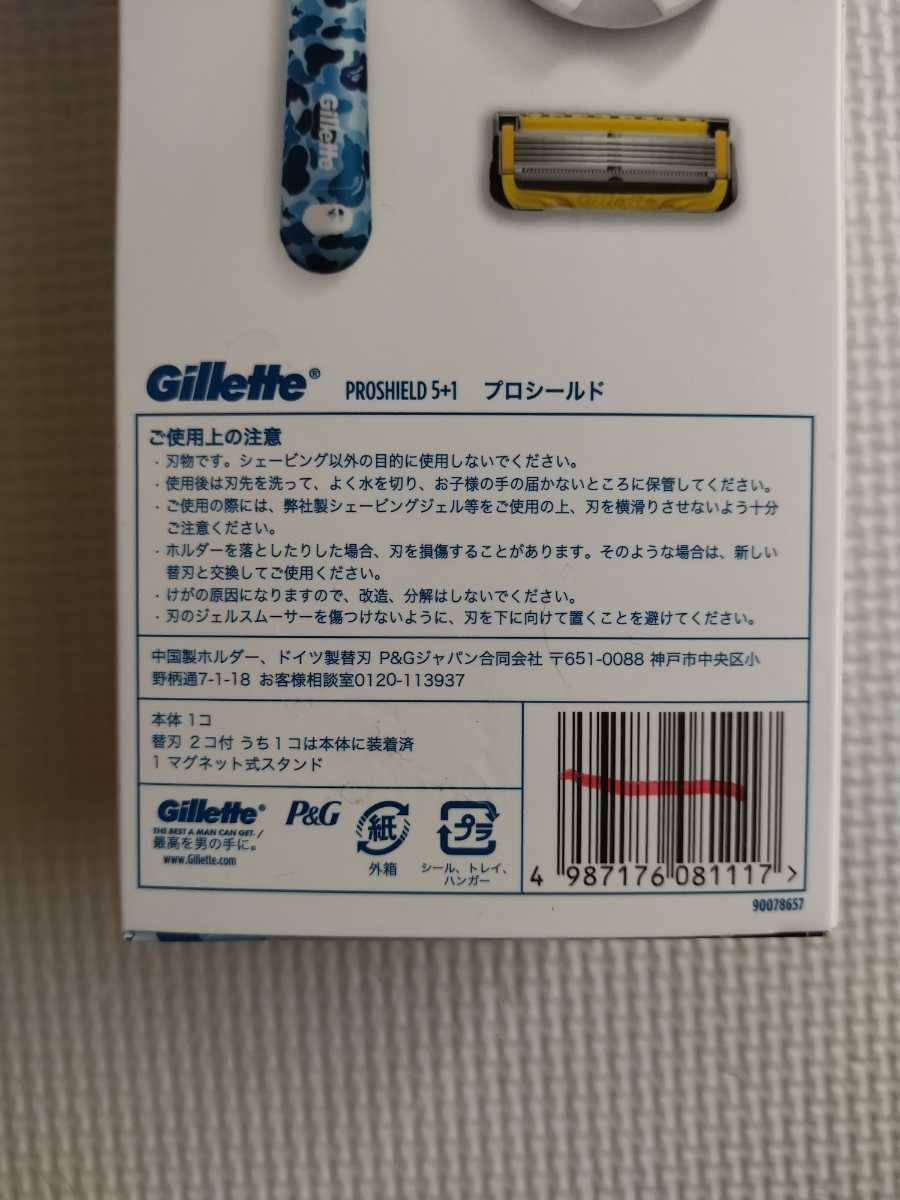 Gillette
Gillette
Gillette® PROSHIELD 5+1 プロシールド
ご使用上の注意
・刃物です。シェービング以外の目的に使用しないでください。
・使用後は刃先を洗って、よく水を切り、お子様の手の届かないところに保管してください。
・ご使用の際には、弊社製シェービングジェル等をご使用の上、刃を横滑りさせないよう十分
ご注意ください。
・ホルダーを落としたりした場合、刃を損傷することがあります。そのような場合は、新しい
替刃と交換してご使用ください。
・けがの原因になりますので、改造、分解はしないでください。
・刃のジェルスムーサーを傷つけないように、刃を下に向けて置くことを避けてください。
中国製ホルダー、ドイツ製替刃 P&Gジャパン合同会社 〒651-0088 神戸市中央区小
野柄通7-1-18 お客様相談室0120-113937
本体 1コ
替刃 2コ付 うち1コは本体に装着済
1 マグネット式スタンド
Gillette®
THE BEST A MAN CAN GET™ /
最高を男の手に。
www.Gillette.com
P&G
紙
外箱
プラ
シール、トレイ、
ハンガー
4 987176 081117 >
90078657